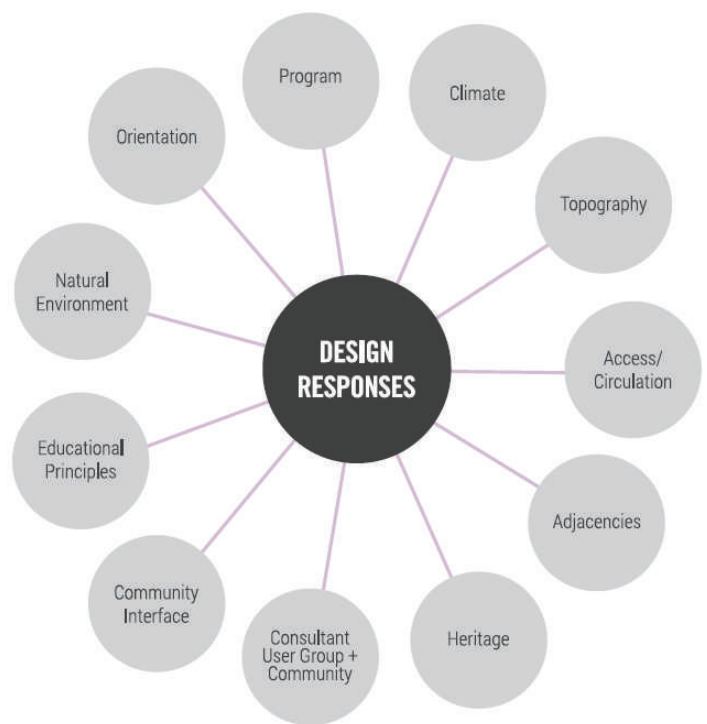 Program
Climate
Orientation
Topography
Natural
Environment
DESIGN
RESPONSES
Access/
Circulation
Educational
Principles
Adjacencies
Community
Interface
Consultant
User Group +
Community
Heritage